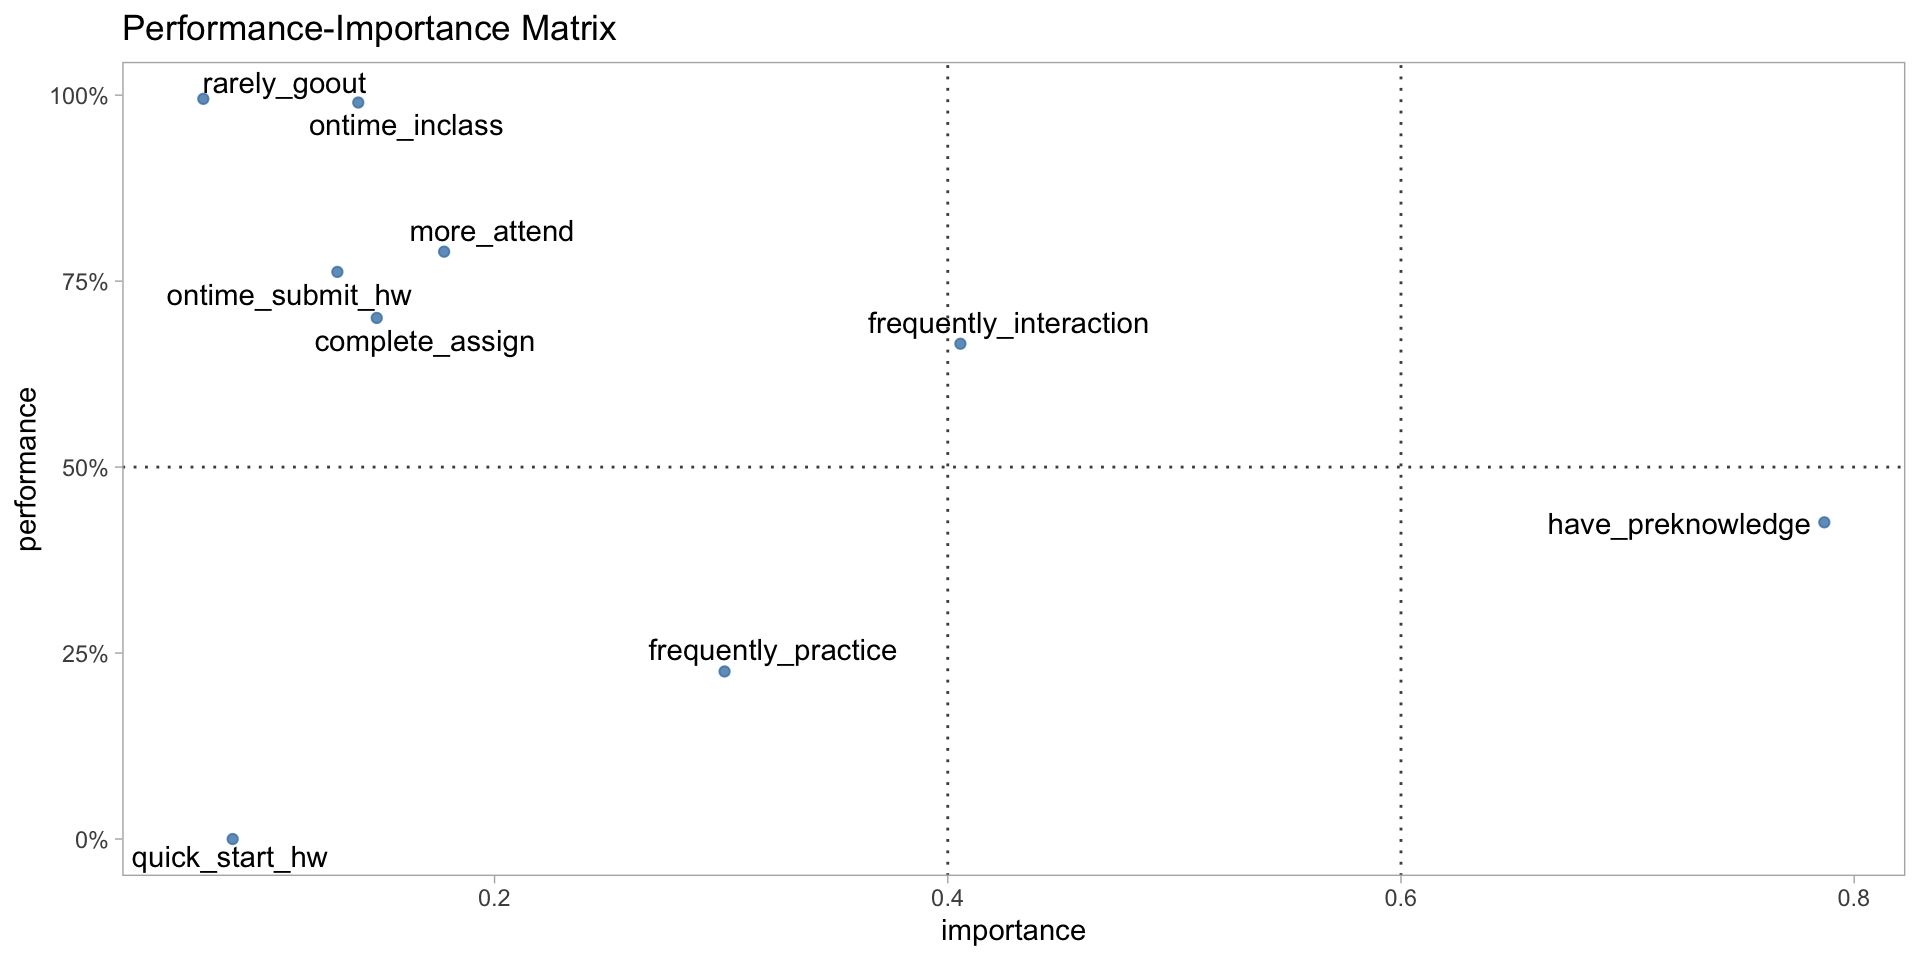 Performance-Importance Matrix
100%
rarely_goout
ontime_inclass
more_attend
75%
ontime_submit_hw
complete_assign
frequently_interaction
performance
50%
have_preknowledge
25%
frequently_practice
0%
quick_start_hw
0.2
0.4
0.6
0.8
importance